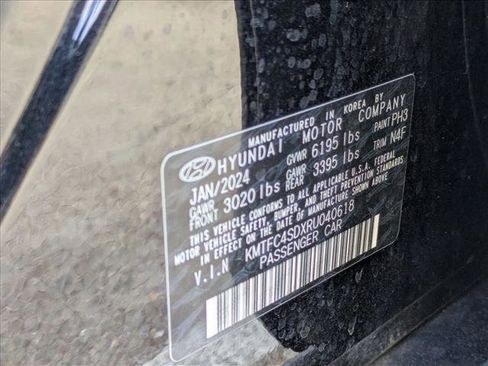 MANUFACTURED IN KOREA BY
HYUNDAI MOTOR COMPANY
JAN/2024 GVWR 6195 lbs PAINT PH3
GAWR FRONT 3020 lbs GAWR REAR 3395 lbs TRIM N4F
THIS VEHICLE CONFORMS TO ALL APPLICABLE U.S. FEDERAL
MOTOR VEHICLE SAFETY, BUMPER, AND THEFT PREVENTION STANDARDS
IN EFFECT ON THE DATE OF MANUFACTURE SHOWN ABOVE.
V.I.N KMTFC4SDXRU040618
PASSENGER CAR